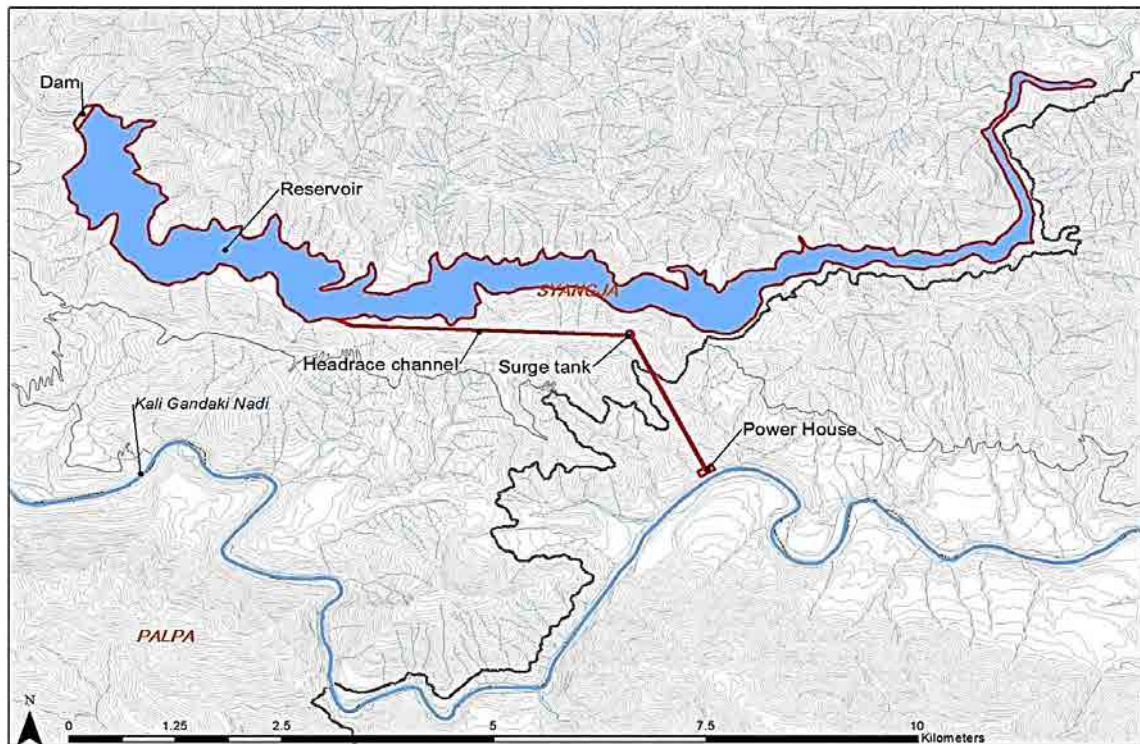 Dam
Reservoir
SYANGJA
Headrace channel
Surge tank
Kali Gandaki Nadi
Power House
PALPA
N
0 1.25 2.5 5 7.5 10
Kilometers